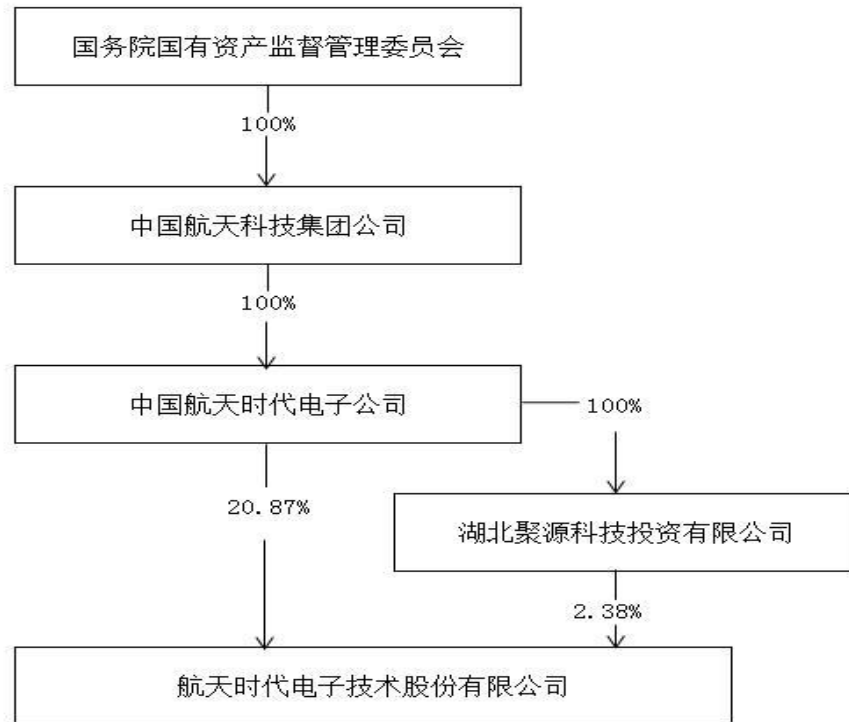 国务院国有资产监督管理委员会
100%
中国航天科技集团公司
100%
中国航天时代电子公司
100%
20.87%
湖北聚源科技投资有限公司
2.38%
航天时代电子技术股份有限公司